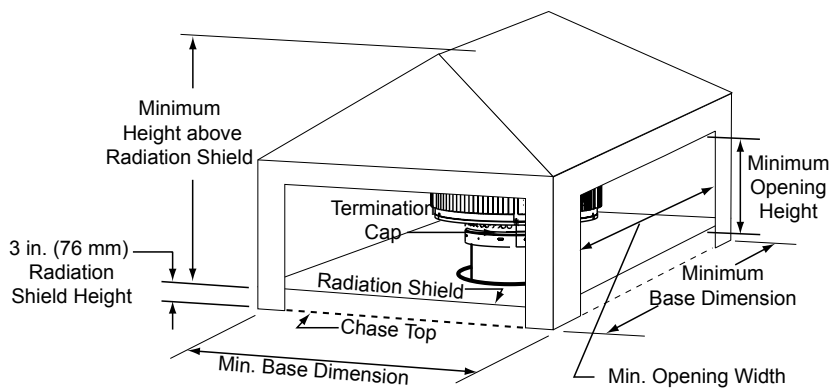 Minimum
Height above
Radiation Shield
Termination
Cap
Minimum
Opening
Height
3 in. (76 mm)
Radiation
Shield Height
Radiation Shield
Minimum
Base Dimension
Chase Top
Min. Base Dimension
Min. Opening Width